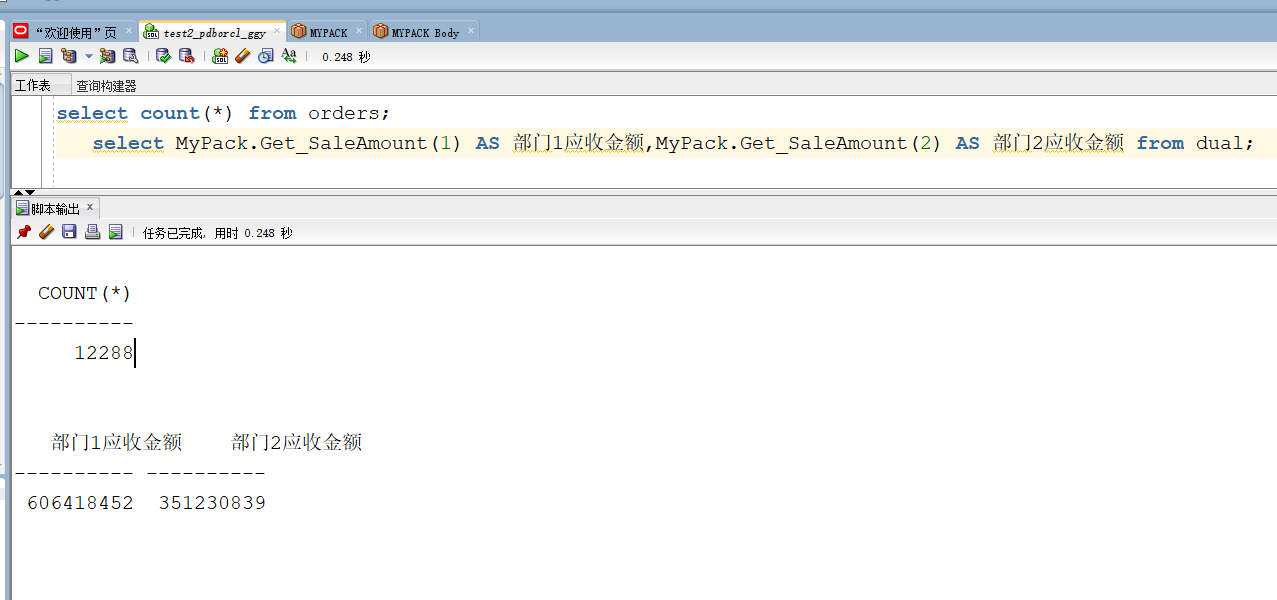 “欢迎使用”页 test2_pdborcl_ggy MYPACK MYPACK Body
0.248 秒
工作表 查询构建器
select count(*) from orders;
select MyPack.Get_SaleAmount(1) AS 部门1应收金额,MyPack.Get_SaleAmount(2) AS 部门2应收金额 from dual;
脚本输出
任务已完成, 用时 0.248 秒
COUNT(*)
----------
12288
部门1应收金额 部门2应收金额
---------- ----------
606418452 351230839